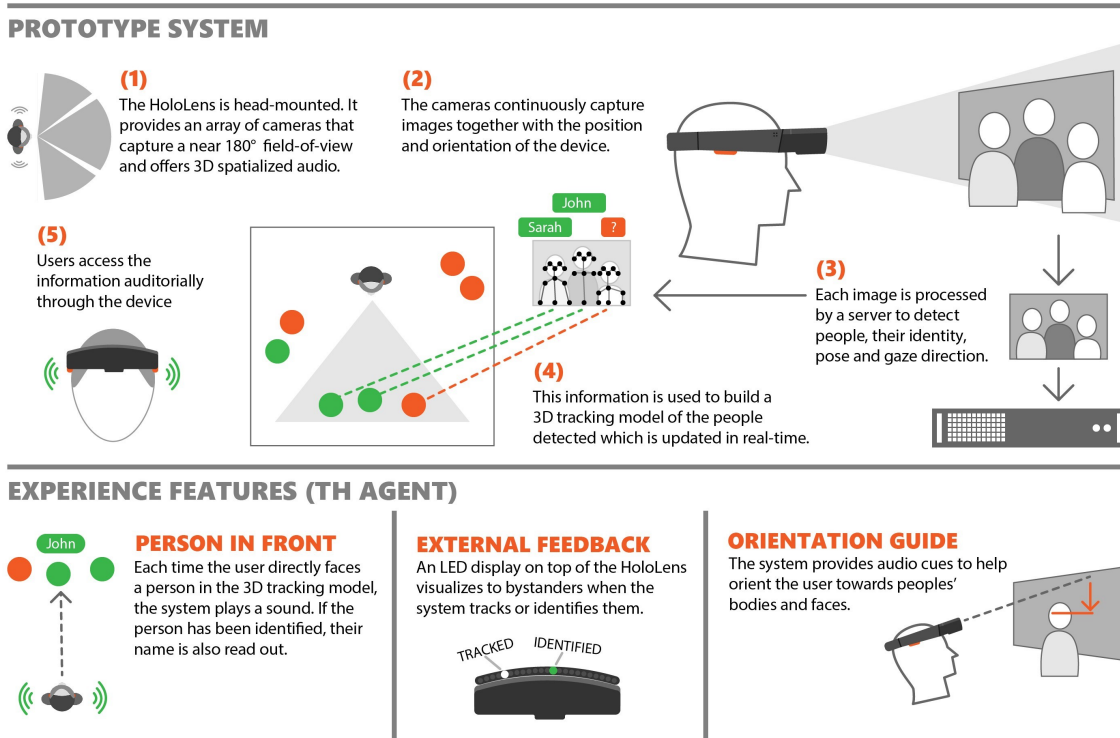 PROTOTYPE SYSTEM
(1)
The HoloLens is head-mounted. It
provides an array of cameras that
capture a near 180° field-of-view
and offers 3D spatialized audio.
(2)
The cameras continuously capture
images together with the position
and orientation of the device.
(3)
Each image is processed
by a server to detect
people, their identity,
pose and gaze direction.
John
Sarah
?
(4)
This information is used to build a
3D tracking model of the people
detected which is updated in real-time.
(5)
Users access the
information auditorially
through the device
EXPERIENCE FEATURES (TH AGENT)
John
PERSON IN FRONT
Each time the user directly faces
a person in the 3D tracking model,
the system plays a sound. If the
person has been identified, their
name is also read out.
EXTERNAL FEEDBACK
An LED display on top of the HoloLens
visualizes to bystanders when the
system tracks or identifies them.
TRACKED
IDENTIFIED
ORIENTATION GUIDE
The system provides audio cues to help
orient the user towards peoples'
bodies and faces.